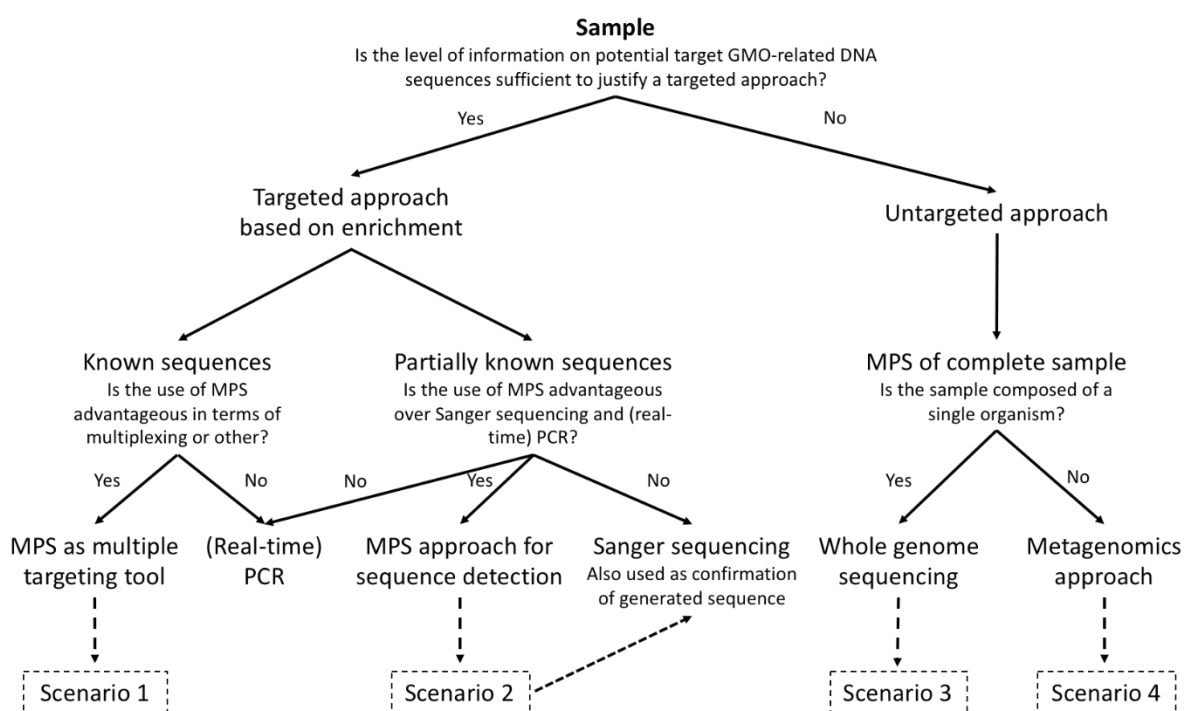 Sample
Is the level of information on potential target GMO-related DNA
sequences sufficient to justify a targeted approach?
Yes
No
Targeted approach
based on enrichment
Untargeted approach
Known sequences
Is the use of MPS
advantageous in terms of
multiplexing or other?
Partially known sequences
Is the use of MPS advantageous
over Sanger sequencing and (real-
time) PCR?
MPS of complete sample
Is the sample composed of a
single organism?
Yes
No
No
Yes
No
Yes
No
MPS as multiple
targeting tool
(Real-time)
PCR
MPS approach for
sequence detection
Sanger sequencing
Also used as confirmation
of generated sequence
Whole genome
sequencing
Metagenomics
approach
Scenario 1
Scenario 2
Scenario 3
Scenario 4